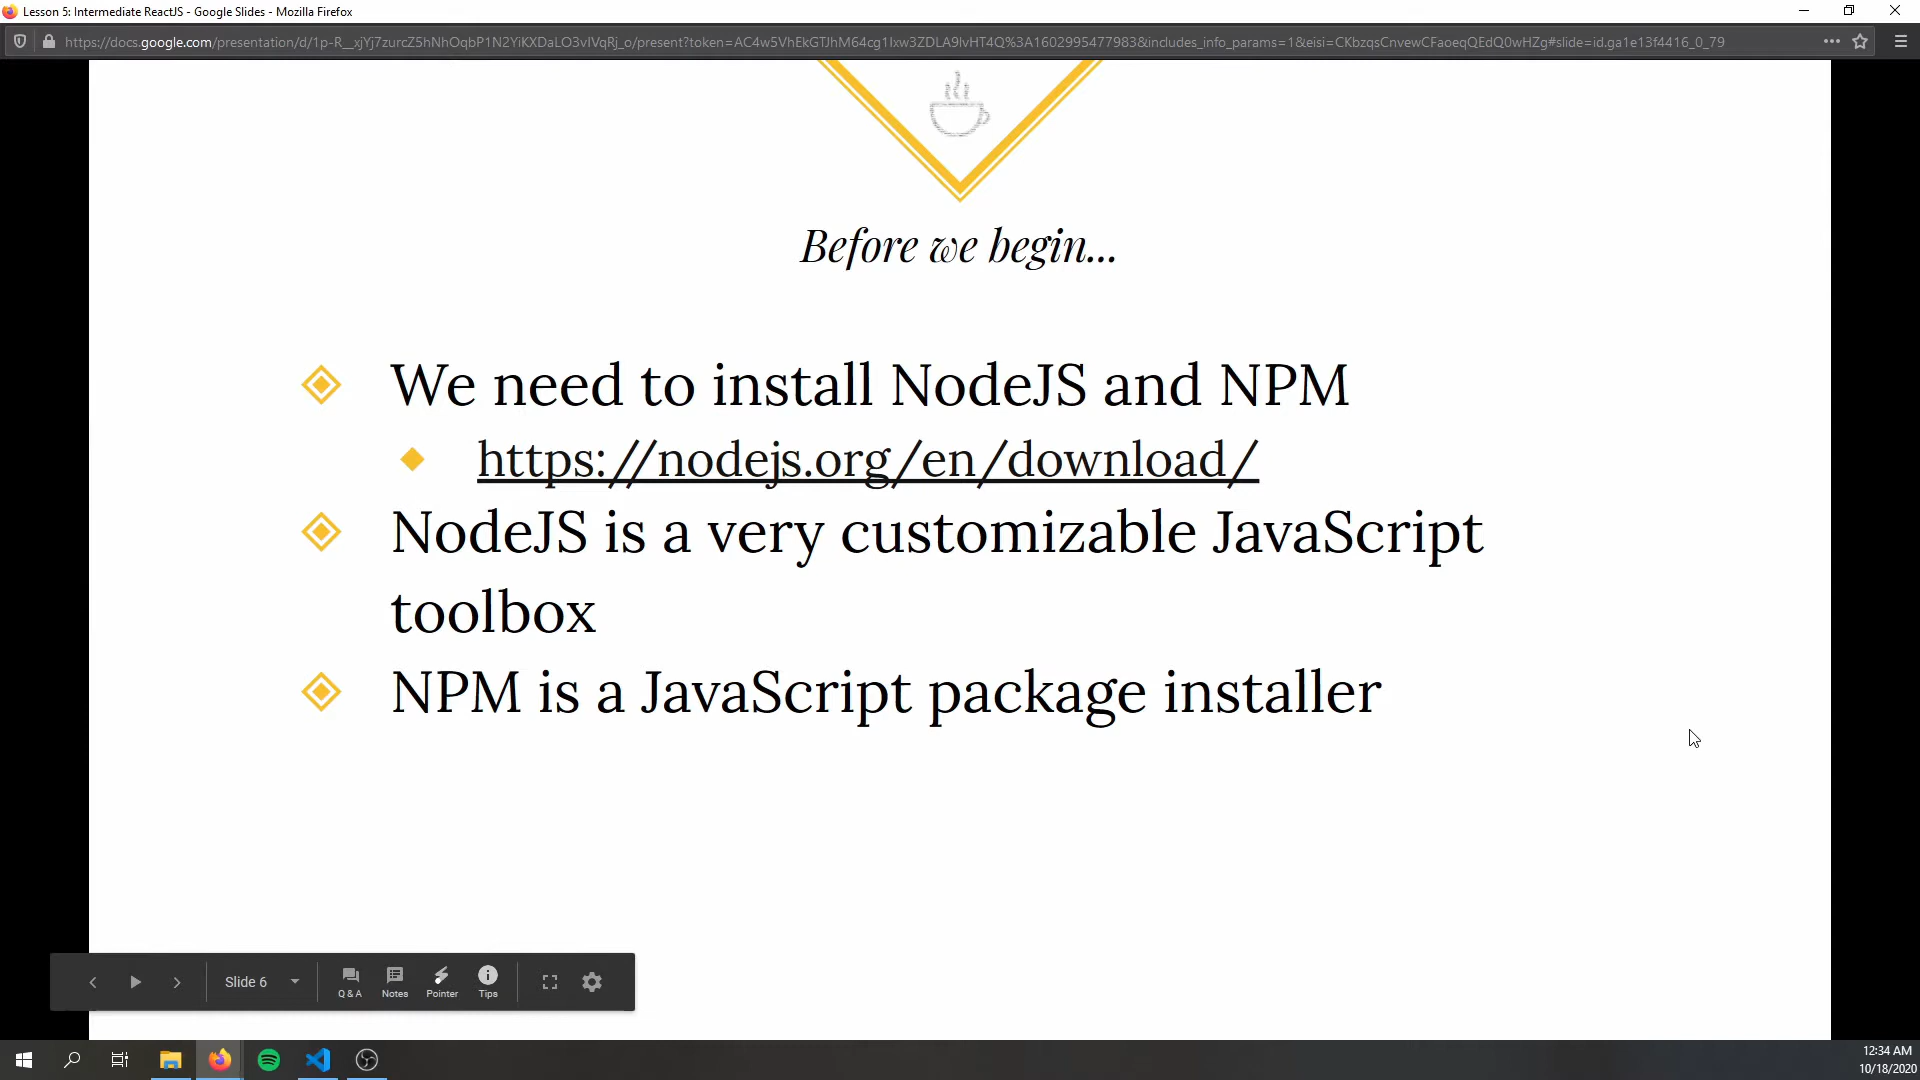 Lesson 5: Intermediate ReactJS - Google Slides - Mozilla Firefox
Before we begin...
We need to install NodeJS and NPM
https://nodejs.org/en/download/
NodeJS is a very customizable JavaScript
toolbox
NPM is a JavaScript package installer
Slide 6
Q & A
Notes
Pointer
Tips
12:34 AM
10/18/2020